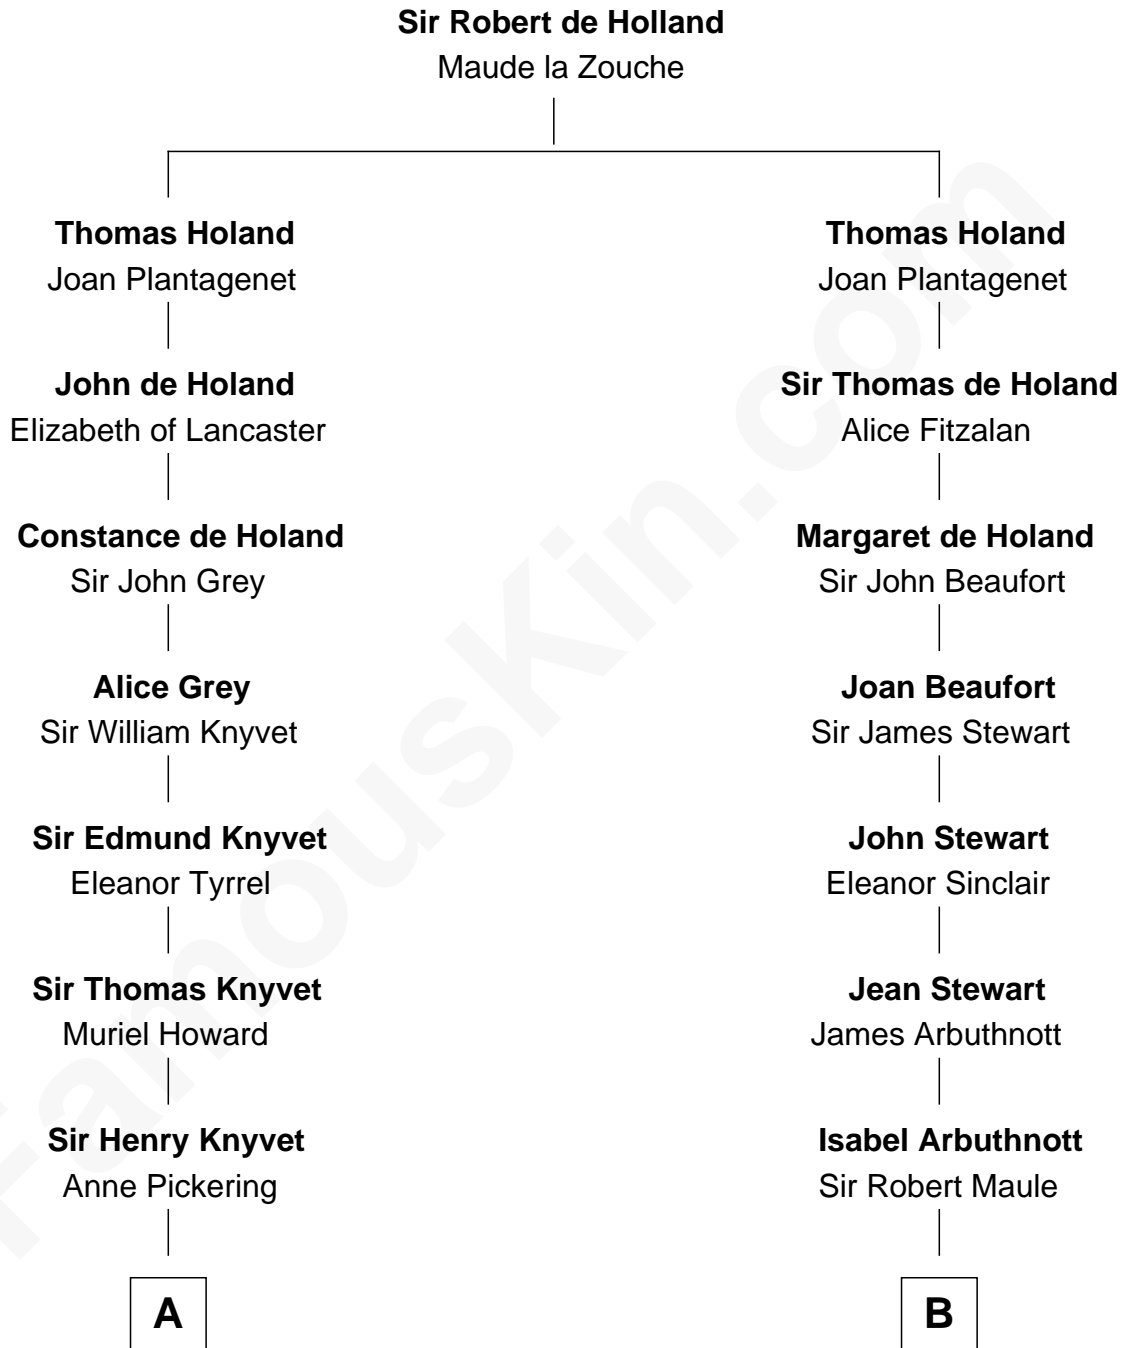 Sir Robert de Holland
Maude la Zouche
Thomas Holand
Joan Plantagenet
John de Holand
Elizabeth of Lancaster
Constance de Holand
Sir John Grey
Alice Grey
Sir William Knyvet
Sir Edmund Knyvet
Eleanor Tyrrel
Sir Thomas Knyvet
Muriel Howard
Sir Henry Knyvet
Anne Pickering
A
Thomas Holand
Joan Plantagenet
Sir Thomas de Holand
Alice Fitzalan
Margaret de Holand
Sir John Beaufort
Joan Beaufort
Sir James Stewart
John Stewart
Eleanor Sinclair
Jean Stewart
James Arbuthnott
Isabel Arbuthnott
Sir Robert Maule
B
FamousKin.com